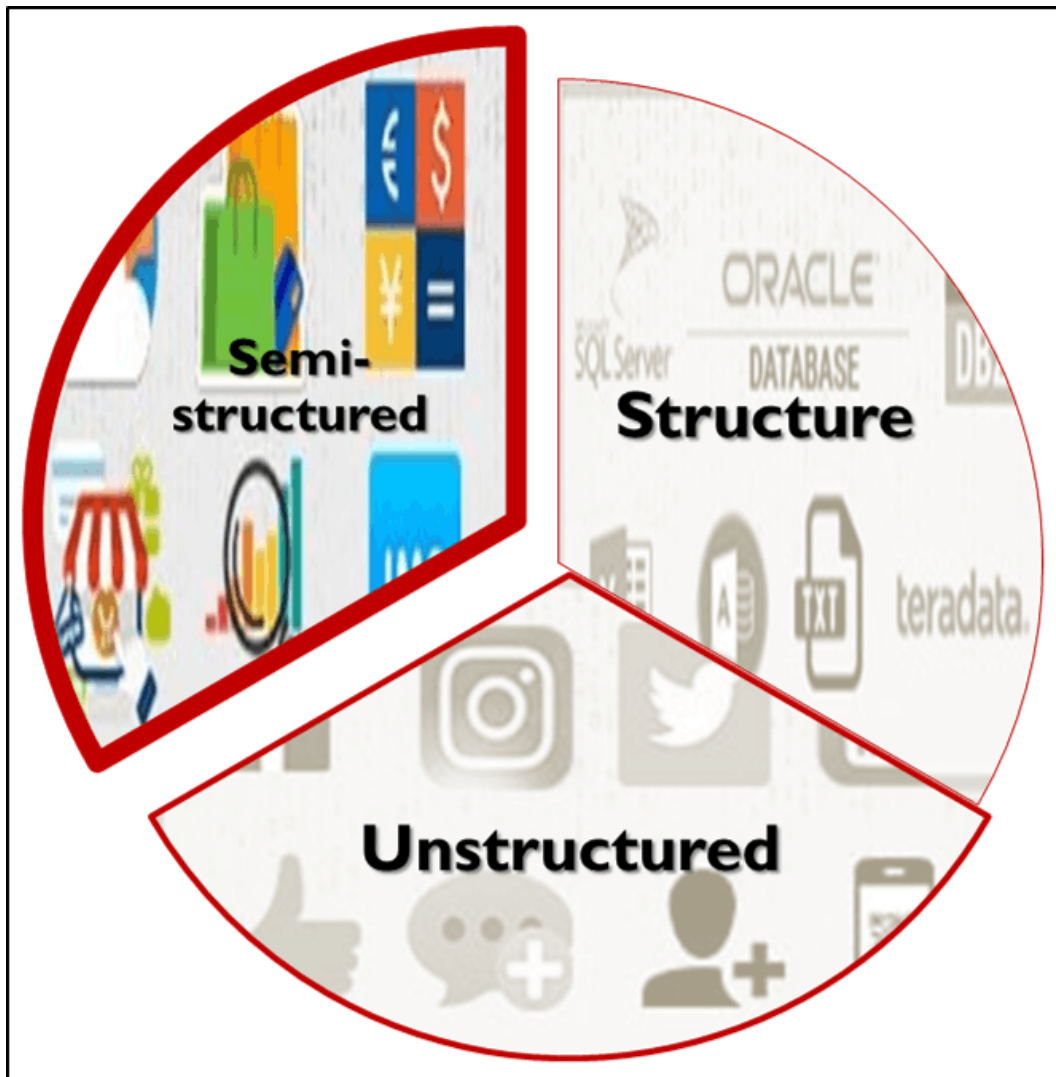 Semi-
structured
SQL Server
ORACLE
DATABASE
Structure
A
TXT
teradata.
Unstructured